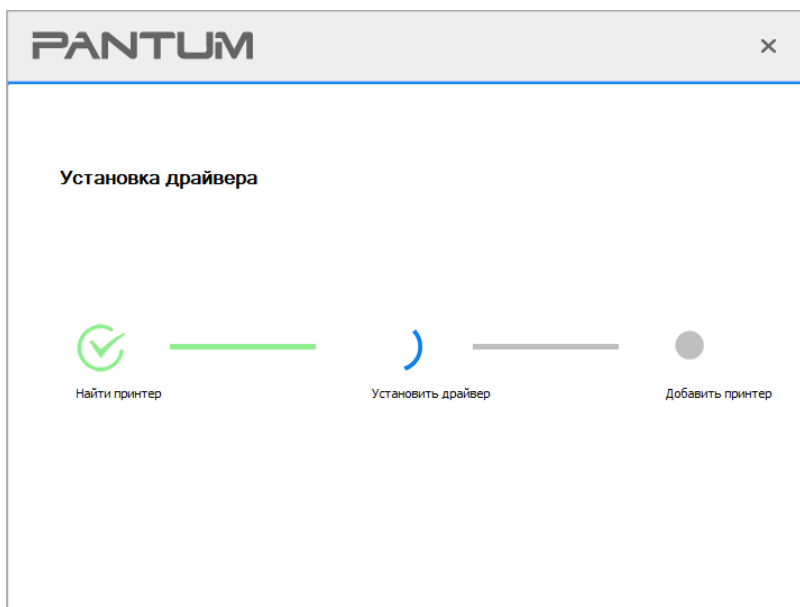 PANTUM
Установка драйвера
Найти принтер
Установить драйвер
Добавить принтер